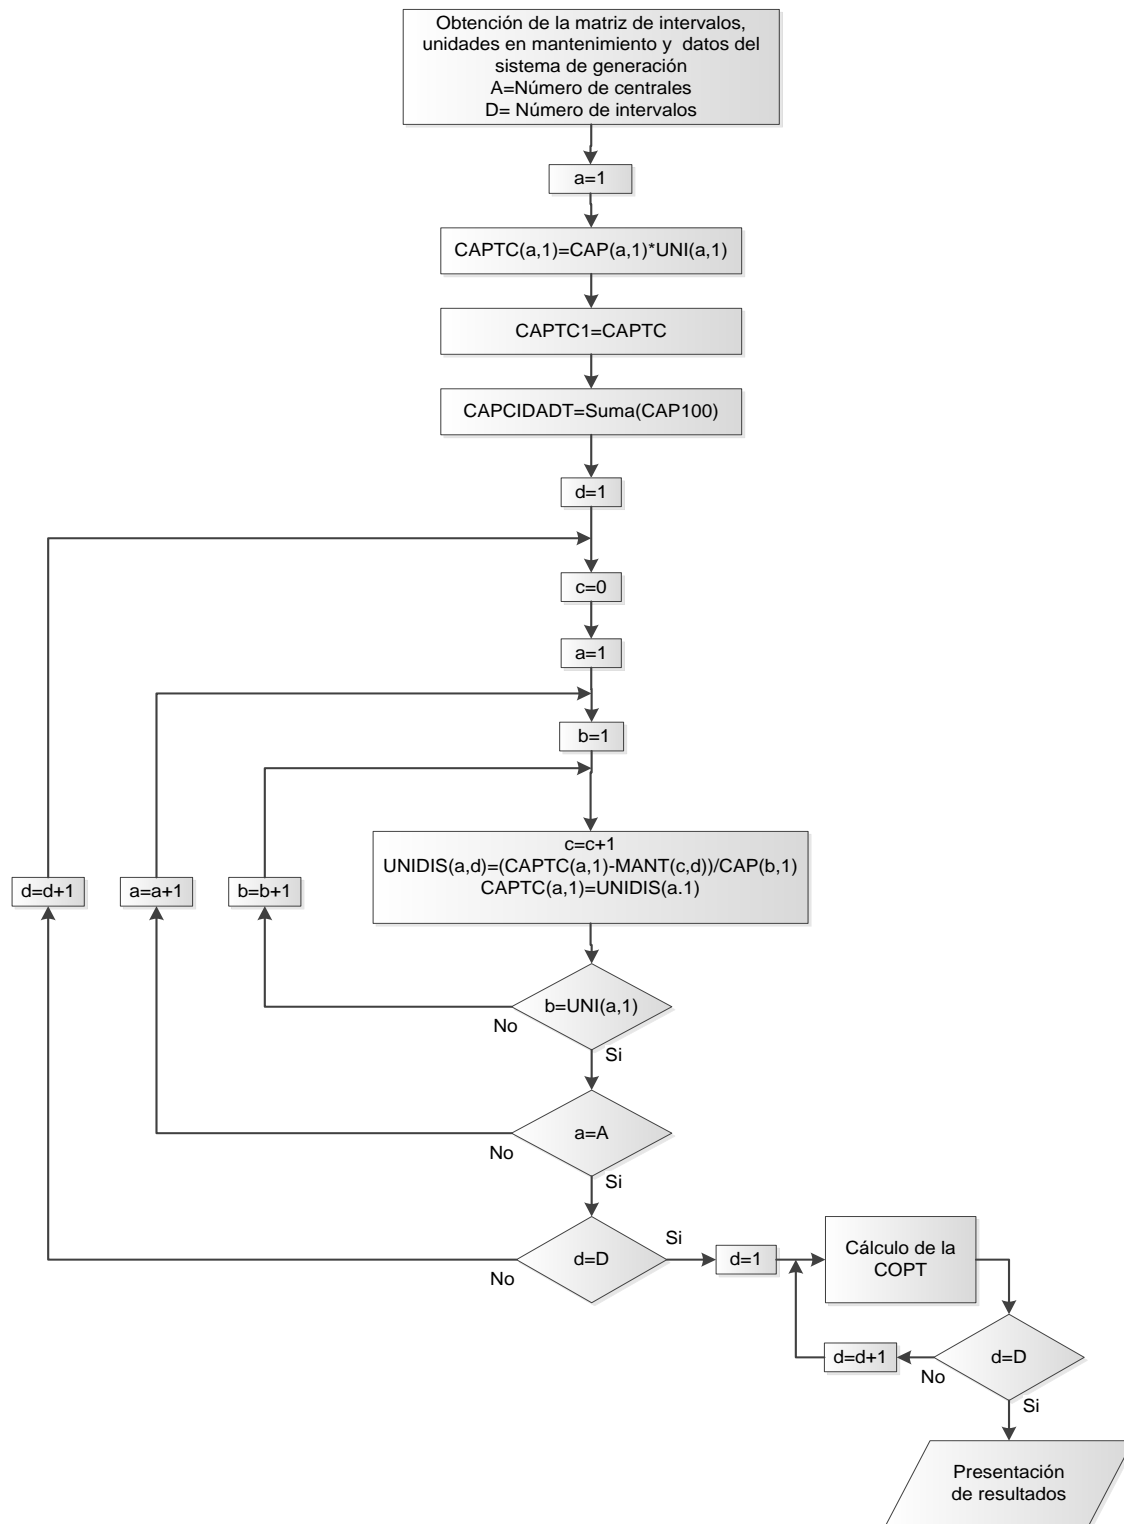 Obtención de la matriz de intervalos,
unidades en mantenimiento y datos del
sistema de generación
A=Número de centrales
D= Número de intervalos
a=1
CAPTC(a,1)=CAP(a,1)*UNI(a,1)
CAPTC1=CAPTC
CAPCIDADT=Suma(CAP100)
d=1
c=0
a=1
b=1
c=c+1
UNIDIS(a,d)=(CAPTC(a,1)-MANT(c,d))/CAP(b,1)
CAPTC(a,1)=UNIDIS(a.1)
d=d+1
a=a+1
b=b+1
b=UNI(a,1)
No
Si
a=A
No
Si
d=D
No
Si
d=1
Cálculo de la
COPT
d=d+1
No
d=D
Si
Presentación
de resultados